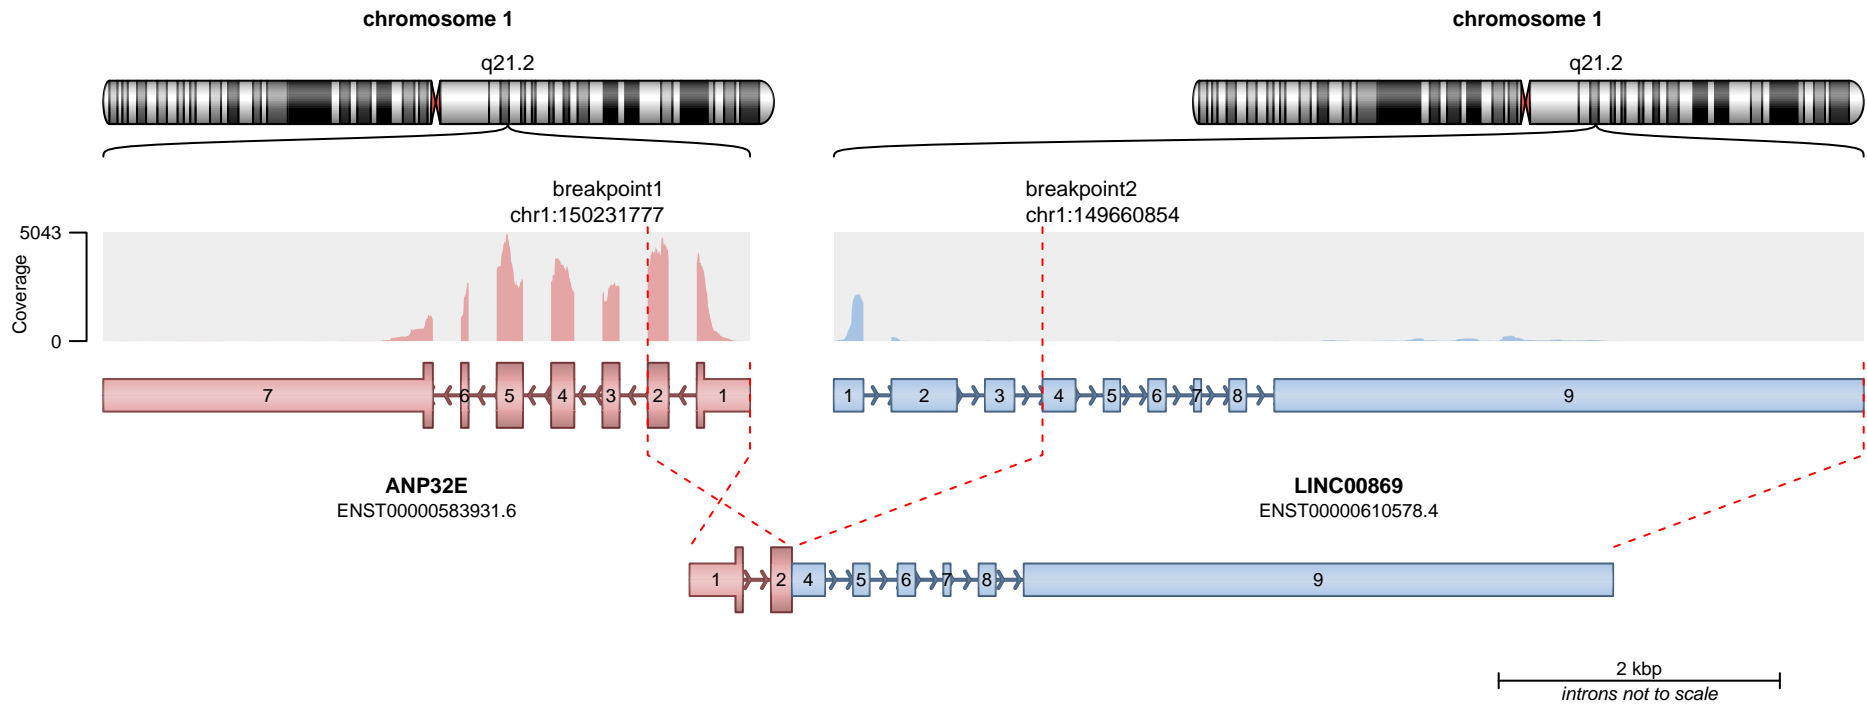 chromosome 1
chromosome 1
q21.2
q21.2
breakpoint1
chr1:150231777
breakpoint2
chr1:149660854
5043
Coverage
0
7 6 5 4 3 2 1
1 2 3 4 5 6 7 8 9
ANP32E
ENST00000583931.6
LINC00869
ENST00000610578.4
1 2 4 5 6 7 8 9
2 kbp
introns not to scale